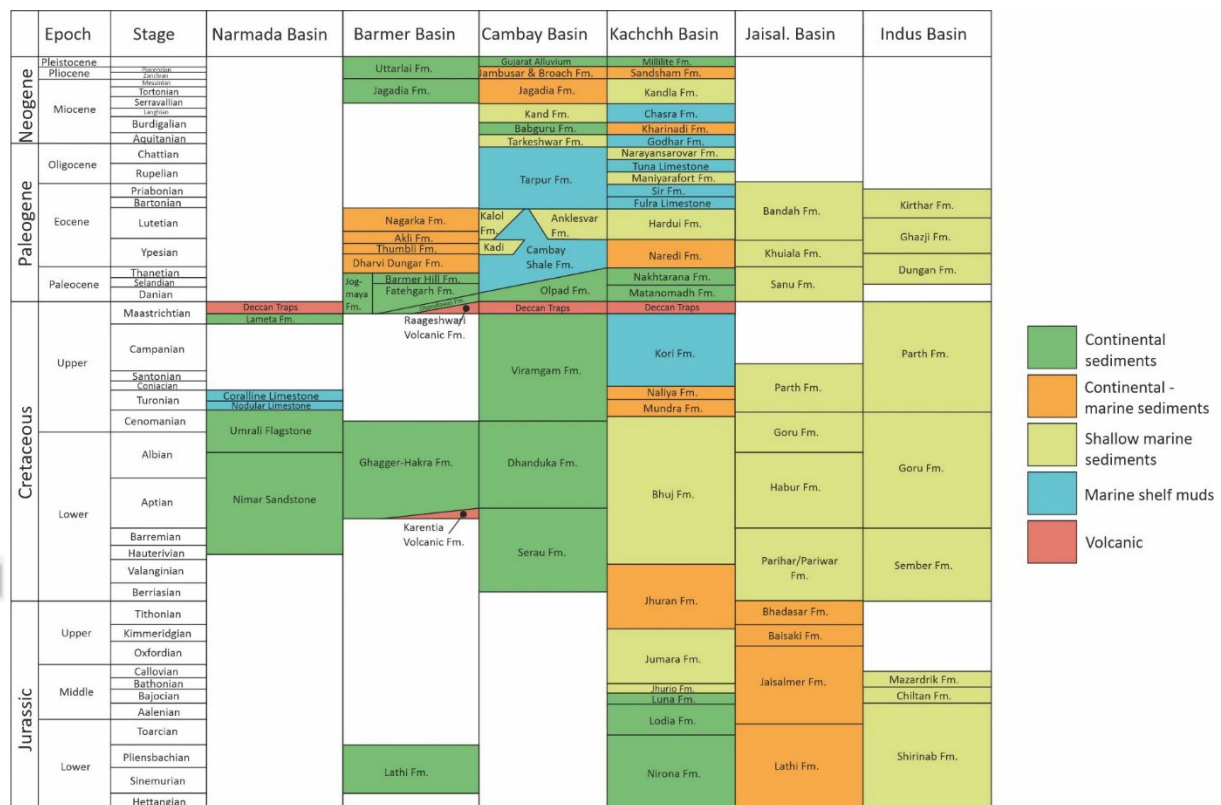 Epoch
Stage
Narmada Basin
Barmer Basin
Cambay Basin
Kachchh Basin
Jaisal. Basin
Indus Basin
Neogene
Paleogene
Cretaceous
Jurassic
Pleistocene
Pliocene
Miocene
Oligocene
Eocene
Paleocene
Upper
Lower
Upper
Middle
Lower
Piacenzian
Zanclean
Messinian
Tortonian
Serravallian
Langhian
Burdigalian
Aquitanian
Chattian
Rupelian
Priabonian
Bartonian
Lutetian
Ypesian
Thanetian
Selandian
Danian
Maastrichtian
Campanian
Santonian
Coniacian
Turonian
Cenomanian
Albian
Aptian
Barremian
Hauterivian
Valanginian
Berriasian
Tithonian
Kimmeridgian
Oxfordian
Callovian
Bathonian
Bajocian
Aalenian
Toarcian
Pliensbachian
Sinemurian
Hettangian
Deccan Traps
Lameta Fm.
Coralline Limestone
Nodular Limestone
Umrali Flagstone
Nimar Sandstone
Uttarlai Fm.
Jagadia Fm.
Nagarka Fm.
Akli Fm.
Thumbli Fm.
Dharvi Dungar Fm.
Jog-
maya
Fm.
Barmer Hill Fm.
Fatehgarh Fm.
Raageshwari
Volcanic Fm.
Ghagger-Hakra Fm.
Karentia
Volcanic Fm.
Lathi Fm.
Gujarat Alluvium
Jambusar & Broach Fm.
Jagadia Fm.
Kand Fm.
Babguru Fm.
Tarkeshwar Fm.
Tarpur Fm.
Kalol
Fm.
Anklesvar
Fm.
Kadi
Cambay
Shale Fm.
Olpad Fm.
Deccan Traps
Viramgam Fm.
Dhanduka Fm.
Serau Fm.
Millilite Fm.
Sandsham Fm.
Kandla Fm.
Chasra Fm.
Kharinadi Fm.
Godhar Fm.
Narayansarovar Fm.
Tuna Limestone
Maniyarafort Fm.
Sir Fm.
Fulra Limestone
Hardui Fm.
Naredi Fm.
Nakhtarana Fm.
Matanomadh Fm.
Deccan Traps
Kori Fm.
Naliya Fm.
Mundra Fm.
Bhuj Fm.
Jhuran Fm.
Jumara Fm.
Jhurio Fm.
Luna Fm.
Lodia Fm.
Nirona Fm.
Bandah Fm.
Khuiala Fm.
Sanu Fm.
Parth Fm.
Goru Fm.
Habur Fm.
Parihar/Pariwar
Fm.
Bhadasar Fm.
Baisaki Fm.
Jaisalmer Fm.
Lathi Fm.
Kirthar Fm.
Ghazji Fm.
Dungan Fm.
Parth Fm.
Goru Fm.
Sember Fm.
Mazardrik Fm.
Chiltan Fm.
Shirinab Fm.
Continental
sediments
Continental -
marine sediments
Shallow marine
sediments
Marine shelf muds
Volcanic